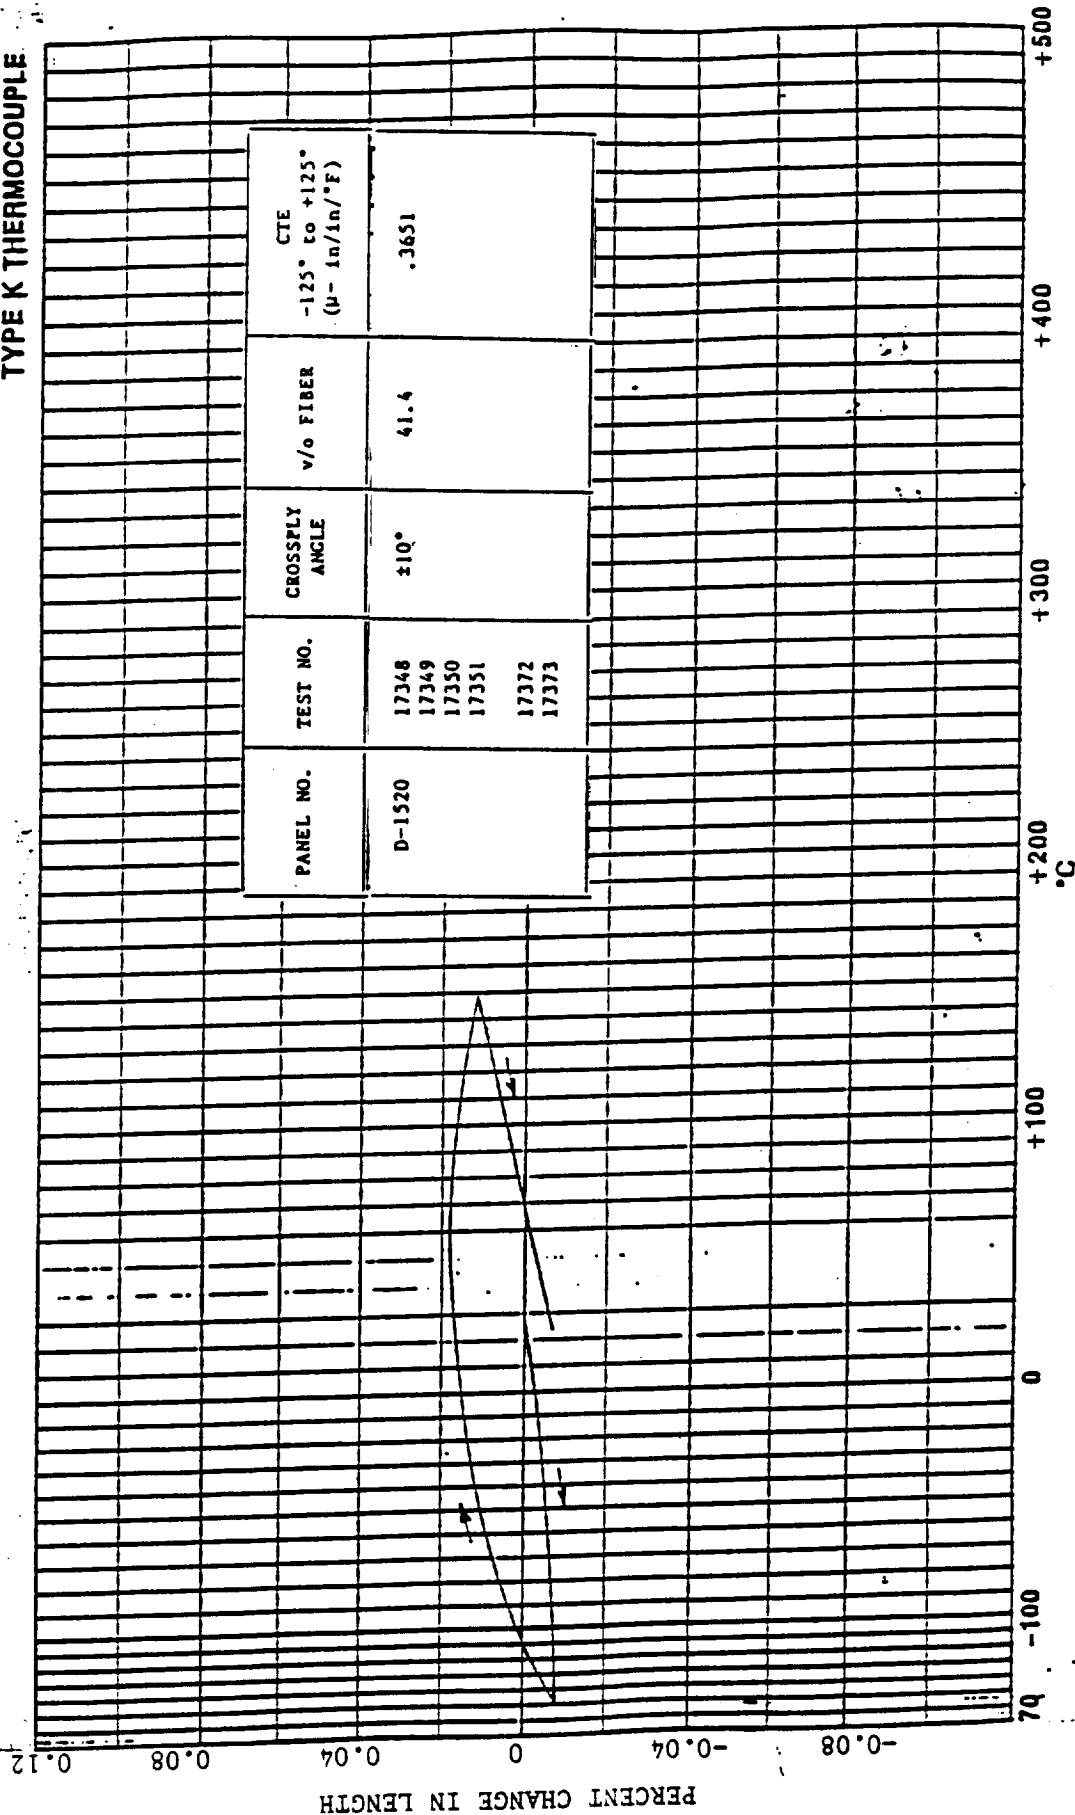 TYPE K THERMOCOUPLE
PANEL NO.
TEST NO.
CROSSPLY
ANGLE
v/o FIBER
CTE
-125° to +125°
(μ- in/in/°F)
D-1520
17348
17349
17350
17351
17372
17373
±10°
41.4
.3651
0.12
0.08
0.04
0
-0.04
-0.08
PERCENT CHANGE IN LENGTH
70
-100
0
+100
+200
+300
+400
+500
°C